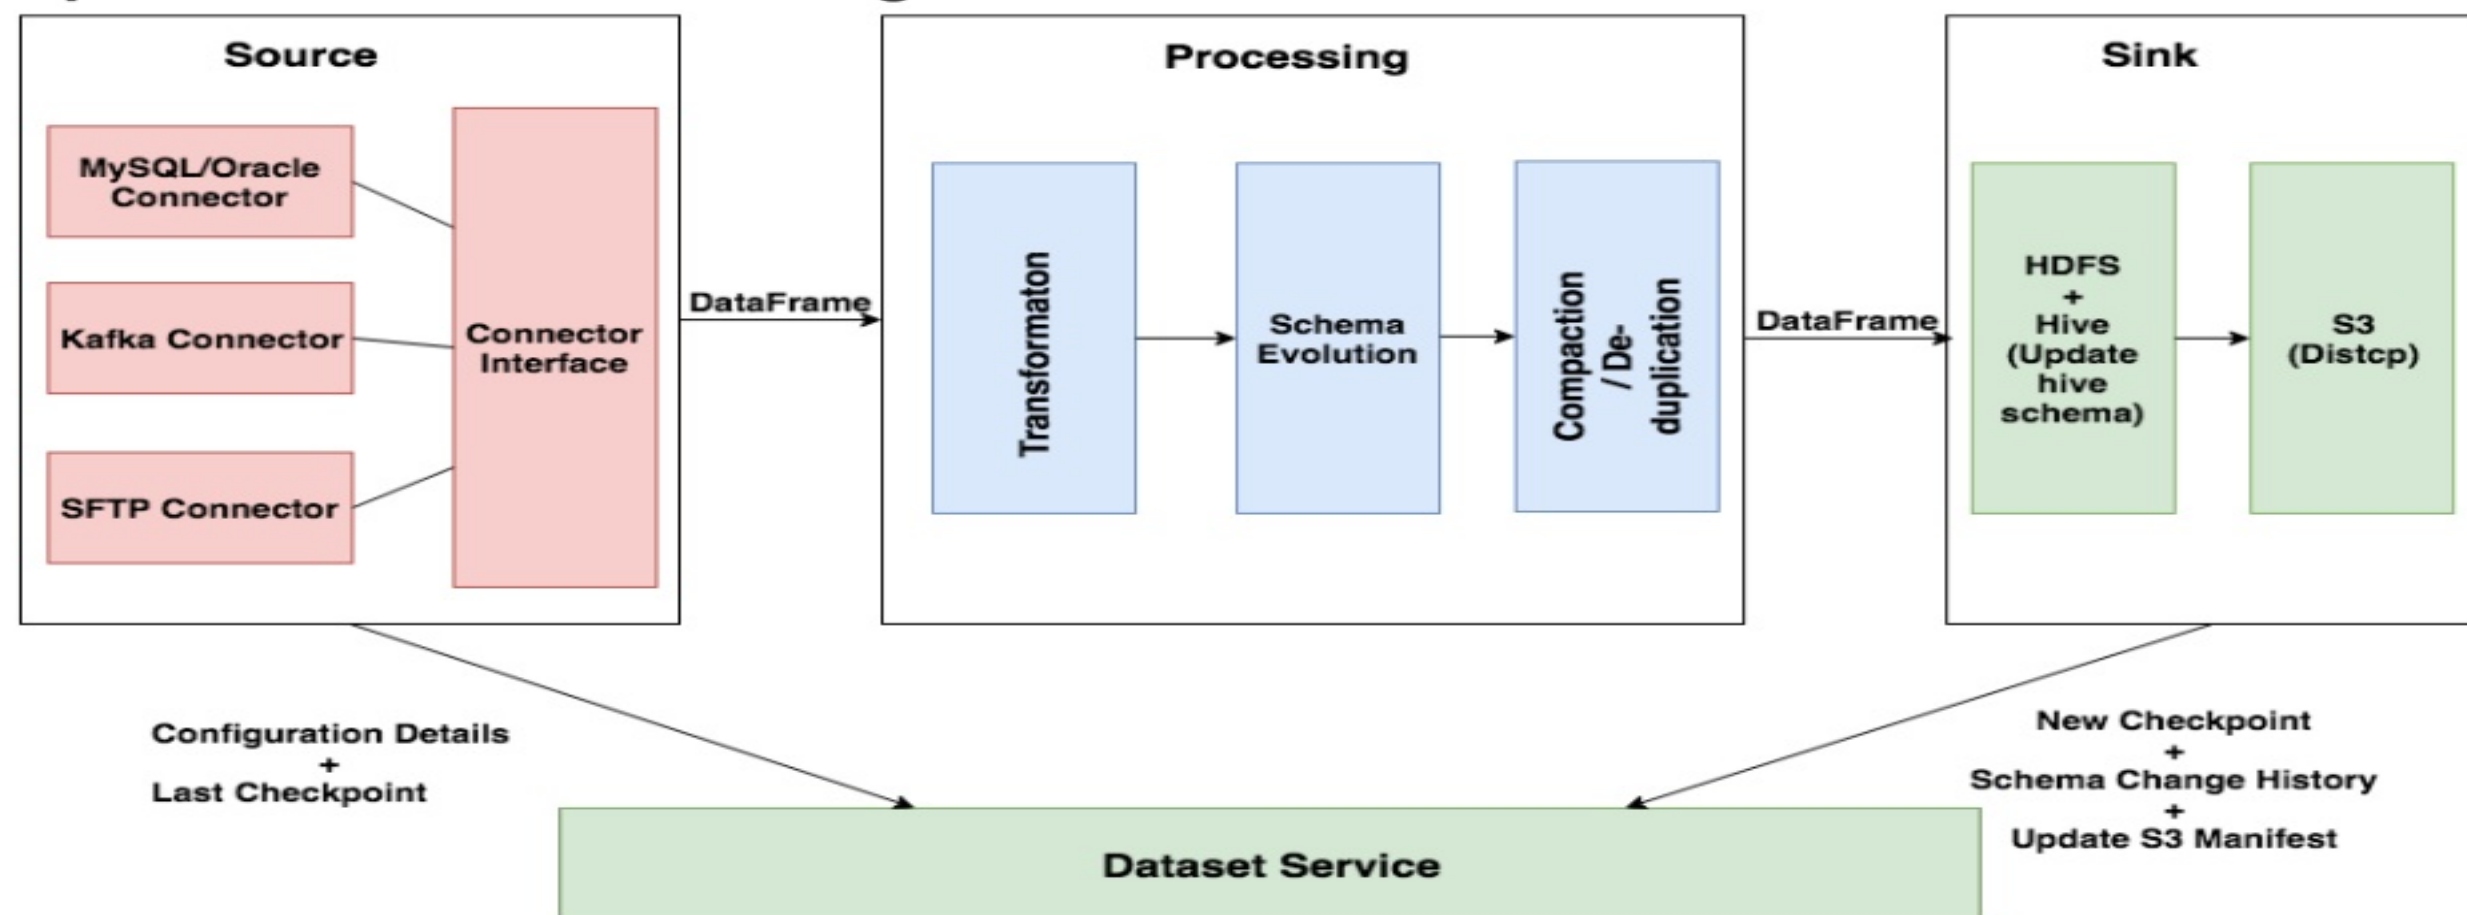 Source
MySQL/Oracle
Connector
Kafka Connector
SFTP Connector
Connector
Interface
DataFrame
Processing
Transformaton
Schema
Evolution
Compaction
/ De-
duplication
DataFrame
Sink
HDFS
+
Hive
(Update
hive
schema)
S3
(Distcp)
Configuration Details
+
Last Checkpoint
New Checkpoint
+
Schema Change History
+
Update S3 Manifest
Dataset Service